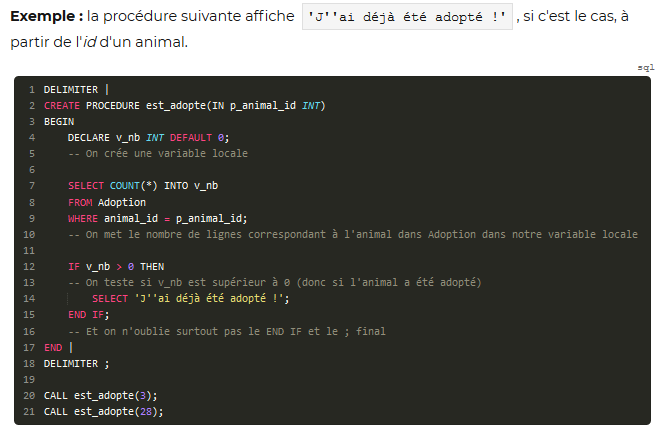 Exemple : la procédure suivante affiche 'J''ai déjà été adopté !' , si c'est le cas, à
partir de l'id d'un animal.
sql
1 DELIMITER |
2 CREATE PROCEDURE est_adopte(IN p_animal_id INT)
3 BEGIN
4     DECLARE v_nb INT DEFAULT 0;
5     -- On crée une variable locale
6
7     SELECT COUNT(*) INTO v_nb
8     FROM Adoption
9     WHERE animal_id = p_animal_id;
10     -- On met le nombre de lignes correspondant à l'animal dans Adoption dans notre variable locale
11
12     IF v_nb > 0 THEN
13     -- On teste si v_nb est supérieur à 0 (donc si l'animal a été adopté)
14         SELECT 'J''ai déjà été adopté !';
15     END IF;
16     -- Et on n'oublie surtout pas le END IF et le ; final
17 END |
18 DELIMITER ;
19
20 CALL est_adopte(3);
21 CALL est_adopte(28);